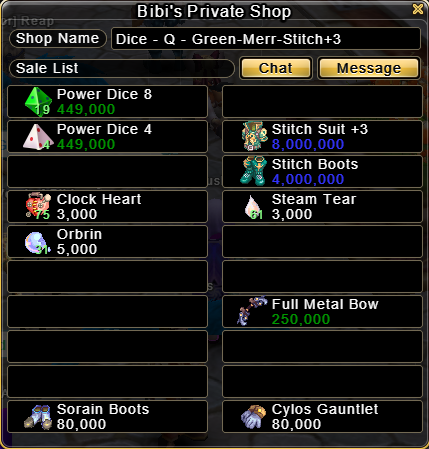 or] Reap
Bibi's Private Shop
Shop Name
Dice - Q - Green-Merr-Stitch+3
Sale List
Chat
Message
19
Power Dice 8
449,000
4
Power Dice 4
449,000
Stitch Suit +3
8,000,000
Stitch Boots
4,000,000
75
Clock Heart
3,000
61
Steam Tear
3,000
31
Orbrin
5,000
Full Metal Bow
250,000
Sorain Boots
80,000
Cylos Gauntlet
80,000